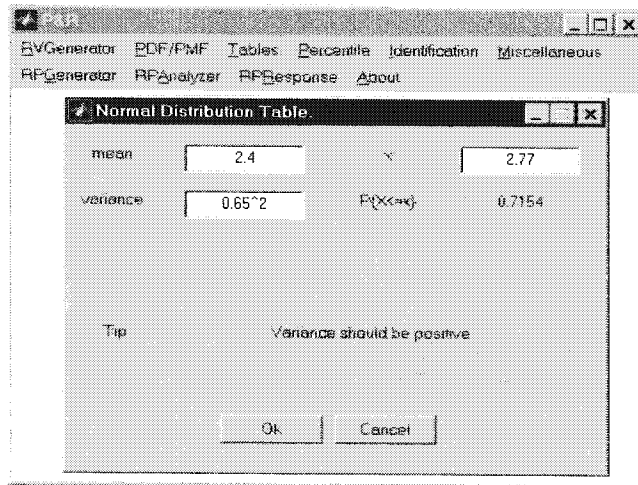 P&R
RVGenerator PDF/PMF Tables Percentile Identification Miscellaneous
RPGenerator RPAnalyzer RPResponse About
Normal Distribution Table.
mean 2.4 x 2.77
variance 0.65^2 P{X<=x} 0.7154
Tip Variance should be positive
Ok Cancel